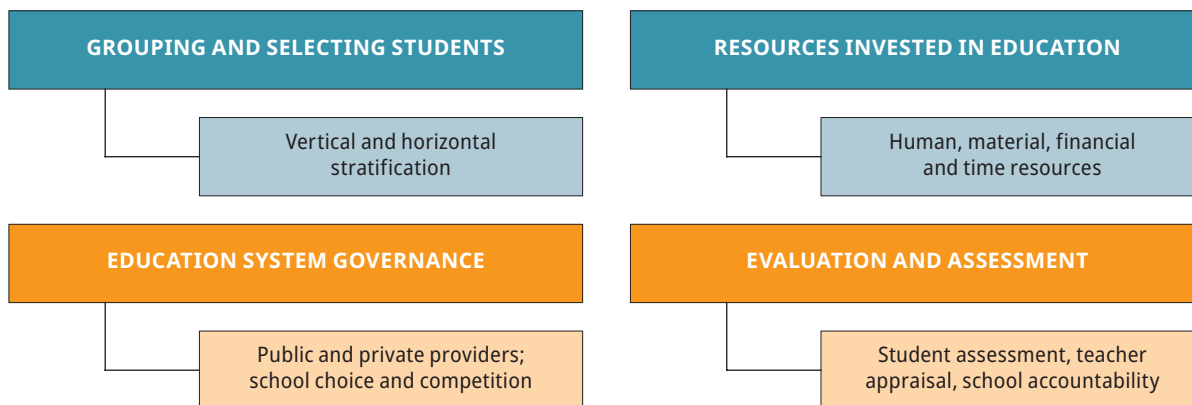 GROUPING AND SELECTING STUDENTS
Vertical and horizontal
stratification
RESOURCES INVESTED IN EDUCATION
Human, material, financial
and time resources
EDUCATION SYSTEM GOVERNANCE
Public and private providers;
school choice and competition
EVALUATION AND ASSESSMENT
Student assessment, teacher
appraisal, school accountability